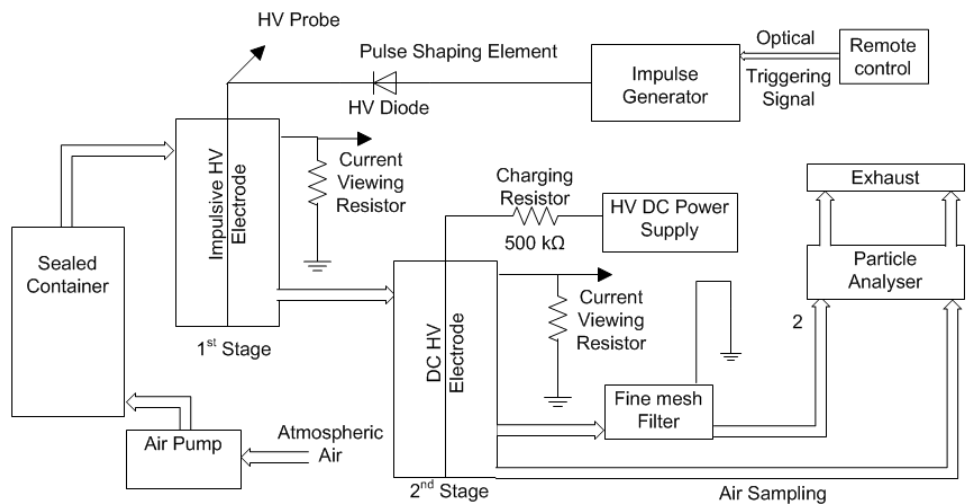 HV Probe
Pulse Shaping Element
HV Diode
Impulse
Generator
Optical
Triggering
Signal
Remote
control
Impulsive HV
Electrode
Current
Viewing
Resistor
1st Stage
Charging
Resistor
500 kΩ
HV DC Power
Supply
Exhaust
Particle
Analyser
Sealed
Container
DC HV
Electrode
Current
Viewing
Resistor
2
Fine mesh
Filter
Air Pump
Atmospheric
Air
2nd Stage
Air Sampling